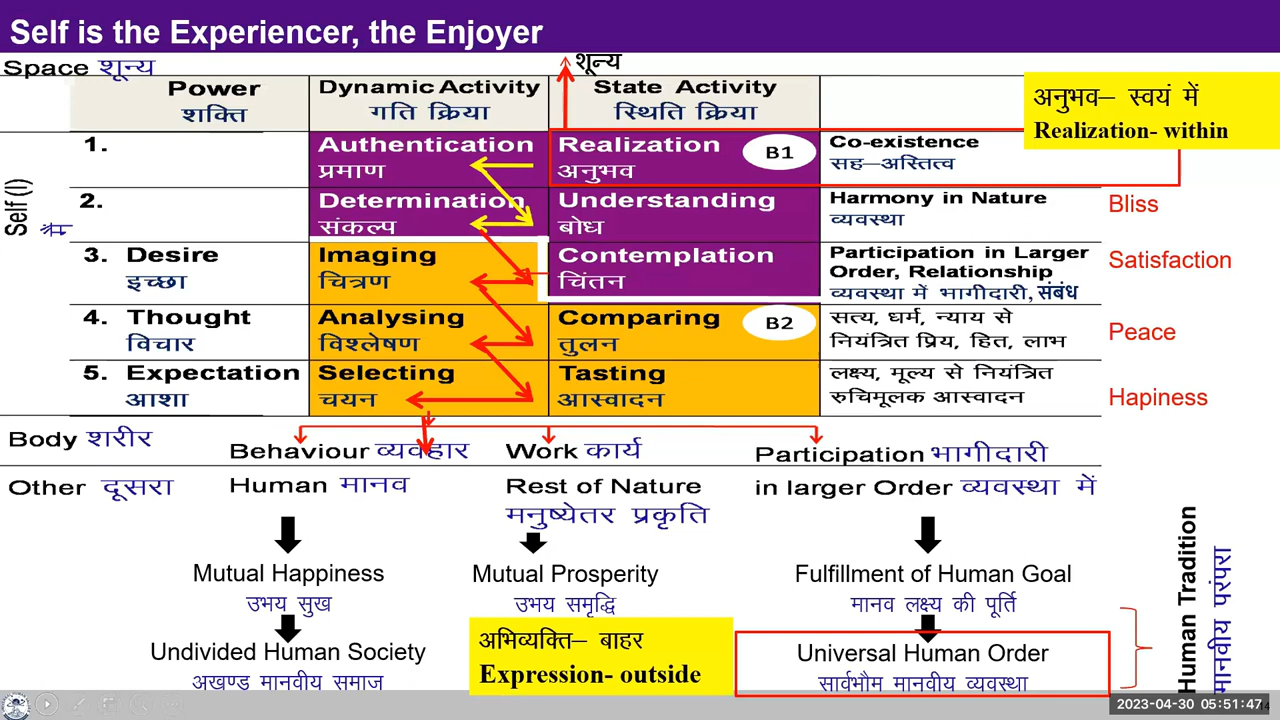 Self is the Experiencer, the Enjoyer
Space शून्य
शून्य
Power
शक्ति
Dynamic Activity
गति क्रिया
State Activity
स्थिति क्रिया
अनुभव– स्वयं में
Realization- within
Self (I)
मैं
1.
Authentication
प्रमाण
Realization
अनुभव
B1
Co-existence
सह–अस्तित्व
2.
Determination
संकल्प
Understanding
बोध
Harmony in Nature
व्यवस्था
Bliss
3. Desire
इच्छा
Imaging
चित्रण
Contemplation
चिंतन
Participation in Larger
Order, Relationship
व्यवस्था में भागीदारी, संबंध
Satisfaction
4. Thought
विचार
Analysing
विश्लेषण
Comparing
तुलन
B2
सत्य, धर्म, न्याय से
नियंत्रित प्रिय, हित, लाभ
Peace
5. Expectation
आशा
Selecting
चयन
Tasting
आस्वादन
लक्ष्य, मूल्य से नियंत्रित
रुचिमूलक आस्वादन
Hapiness
Body शरीर
Behaviour व्यवहार
Work कार्य
Participation भागीदारी
Other दूसरा
Human मानव
Rest of Nature
मनुष्येतर प्रकृति
in larger Order व्यवस्था में
Mutual Happiness
उभय सुख
Mutual Prosperity
उभय समृद्धि
Fulfillment of Human Goal
मानव लक्ष्य की पूर्ति
Undivided Human Society
अखण्ड मानवीय समाज
अभिव्यक्ति– बाहर
Expression- outside
Universal Human Order
सार्वभौम मानवीय व्यवस्था
Human Tradition
मानवीय परंपरा
2023-04-30 05:51:47